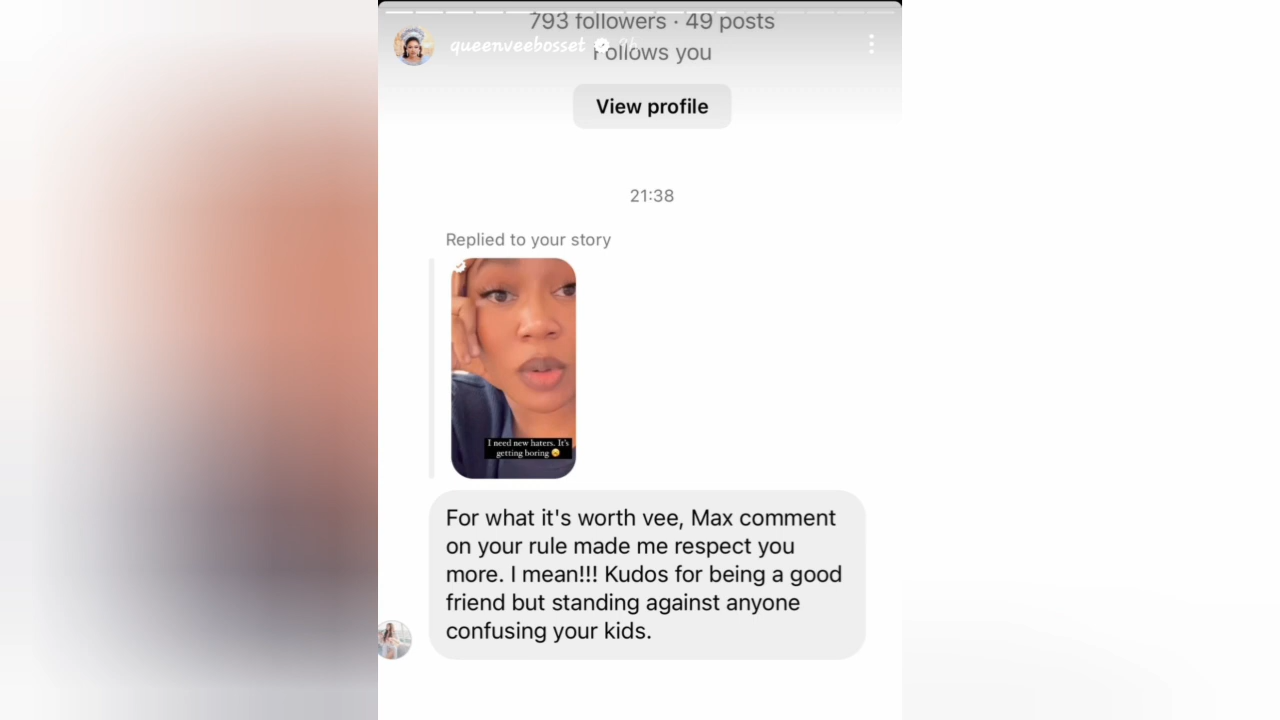 793 followers · 49 posts
queenveebosset
Follows you
View profile
21:38
Replied to your story
I need new haters. It's
getting boring 😒
For what it's worth vee, Max comment
on your rule made me respect you
more. I mean!!! Kudos for being a good
friend but standing against anyone
confusing your kids.